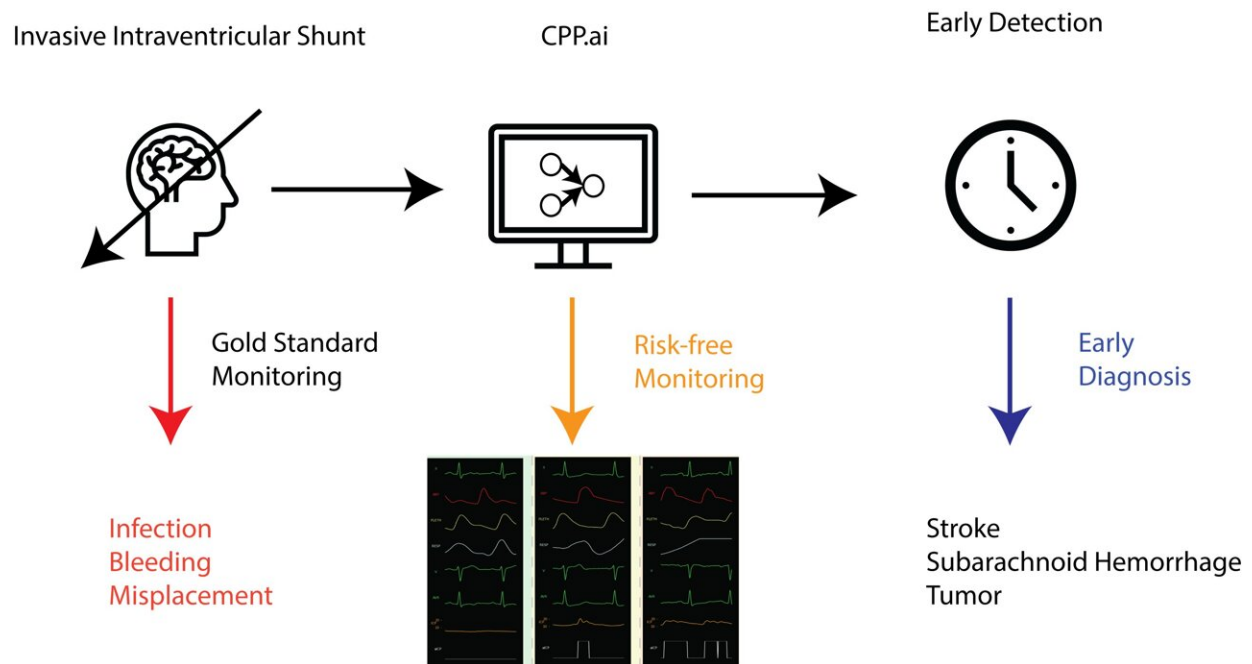 Invasive Intraventricular Shunt
CPP.ai
Early Detection
Gold Standard
Monitoring
Risk-free
Monitoring
Early
Diagnosis
Infection
Bleeding
Misplacement
Stroke
Subarachnoid Hemorrhage
Tumor